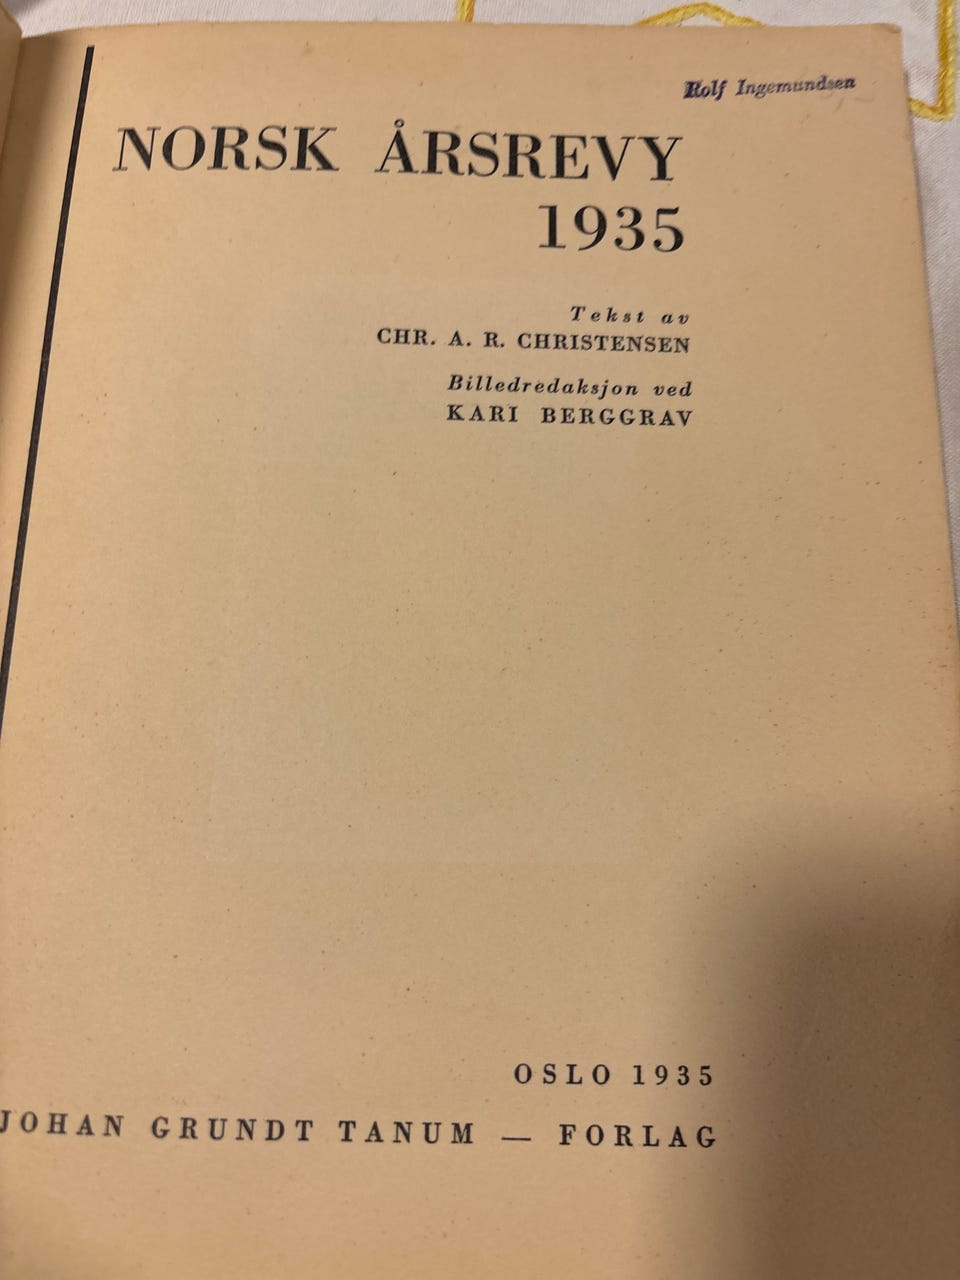 Rolf Ingemundsen
NORSK ÅRSREVY
1935
Tekst av
CHR. A. R. CHRISTENSEN
Billedredaksjon ved
KARI BERGGRAV
OSLO 1935
JOHAN GRUNDT TANUM — FORLAG